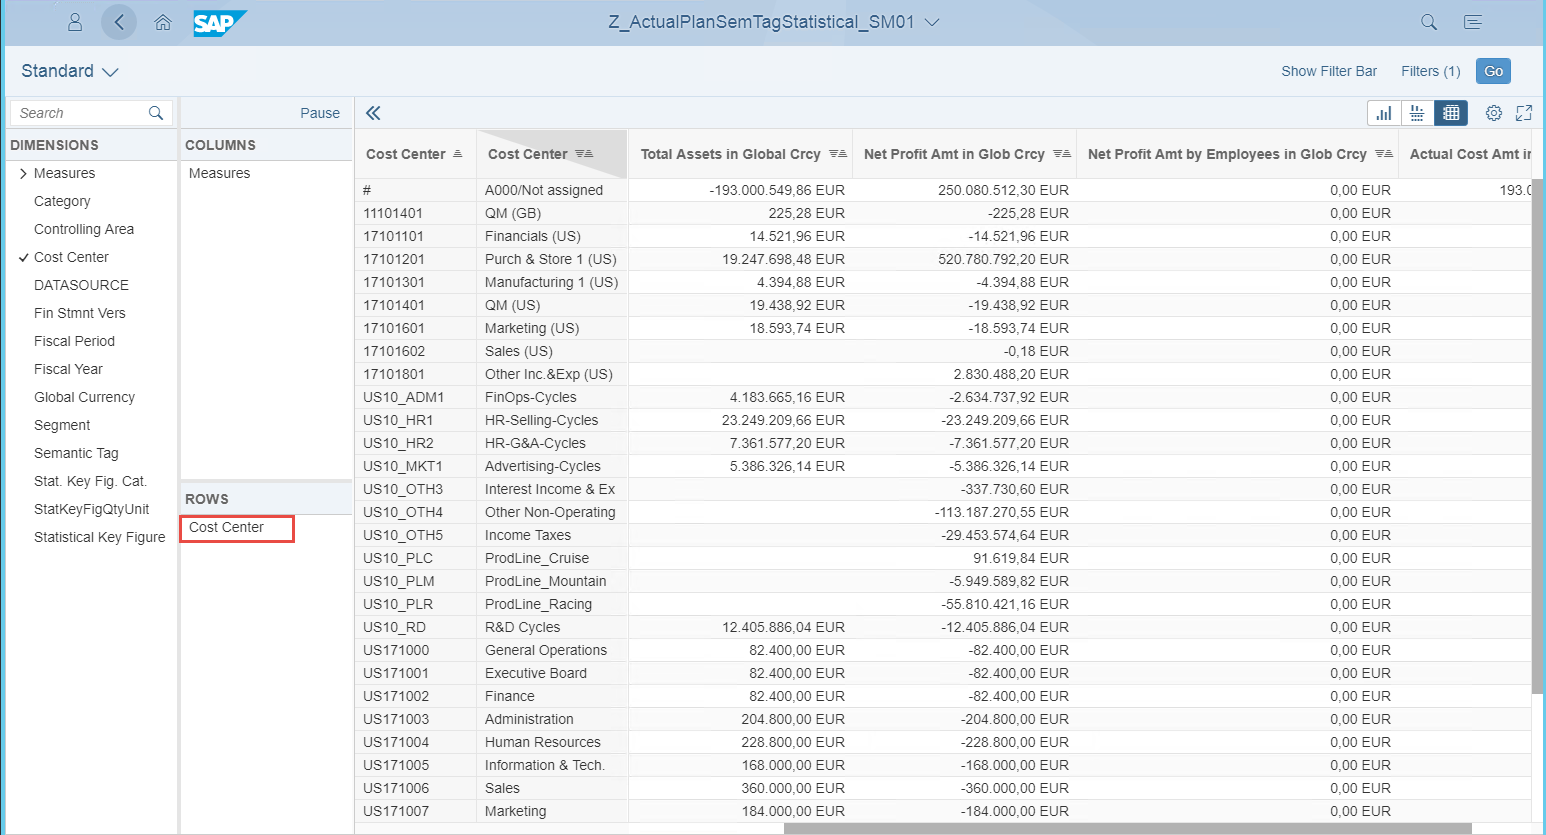 SAP Z_ActualPlanSemTagStatistical_SM01
Standard Show Filter Bar Filters (1) Go
Search Pause
DIMENSIONS
Measures
Category
Controlling Area
Cost Center
DATASOURCE
Fin Stmnt Vers
Fiscal Period
Fiscal Year
Global Currency
Segment
Semantic Tag
Stat. Key Fig. Cat.
StatKeyFigQtyUnit
Statistical Key Figure
COLUMNS
Measures
ROWS
Cost Center
Cost Center Cost Center Total Assets in Global Crcy Net Profit Amt in Glob Crcy Net Profit Amt by Employees in Glob Crcy Actual Cost Amt in
# A000/Not assigned -193.000.549,86 EUR 250.080.512,30 EUR 0,00 EUR 193.0
11101401 QM (GB) 225,28 EUR -225,28 EUR 0,00 EUR
17101101 Financials (US) 14.521,96 EUR -14.521,96 EUR 0,00 EUR
17101201 Purch & Store 1 (US) 19.247.698,48 EUR 520.780.792,20 EUR 0,00 EUR
17101301 Manufacturing 1 (US) 4.394,88 EUR -4.394,88 EUR 0,00 EUR
17101401 QM (US) 19.438,92 EUR -19.438,92 EUR 0,00 EUR
17101601 Marketing (US) 18.593,74 EUR -18.593,74 EUR 0,00 EUR
17101602 Sales (US) -0,18 EUR 0,00 EUR
17101801 Other Inc.&Exp (US) 2.830.488,20 EUR 0,00 EUR
US10_ADM1 FinOps-Cycles 4.183.665,16 EUR -2.634.737,92 EUR 0,00 EUR
US10_HR1 HR-Selling-Cycles 23.249.209,66 EUR -23.249.209,66 EUR 0,00 EUR
US10_HR2 HR-G&A-Cycles 7.361.577,20 EUR -7.361.577,20 EUR 0,00 EUR
US10_MKT1 Advertising-Cycles 5.386.326,14 EUR -5.386.326,14 EUR 0,00 EUR
US10_OTH3 Interest Income & Ex -337.730,60 EUR 0,00 EUR
US10_OTH4 Other Non-Operating -113.187.270,55 EUR 0,00 EUR
US10_OTH5 Income Taxes -29.453.574,64 EUR 0,00 EUR
US10_PLC ProdLine_Cruise 91.619,84 EUR 0,00 EUR
US10_PLM ProdLine_Mountain -5.949.589,82 EUR 0,00 EUR
US10_PLR ProdLine_Racing -55.810.421,16 EUR 0,00 EUR
US10_RD R&D Cycles 12.405.886,04 EUR -12.405.886,04 EUR 0,00 EUR
US171000 General Operations 82.400,00 EUR -82.400,00 EUR 0,00 EUR
US171001 Executive Board 82.400,00 EUR -82.400,00 EUR 0,00 EUR
US171002 Finance 82.400,00 EUR -82.400,00 EUR 0,00 EUR
US171003 Administration 204.800,00 EUR -204.800,00 EUR 0,00 EUR
US171004 Human Resources 228.800,00 EUR -228.800,00 EUR 0,00 EUR
US171005 Information & Tech. 168.000,00 EUR -168.000,00 EUR 0,00 EUR
US171006 Sales 360.000,00 EUR -360.000,00 EUR 0,00 EUR
US171007 Marketing 184.000,00 EUR -184.000,00 EUR 0,00 EUR